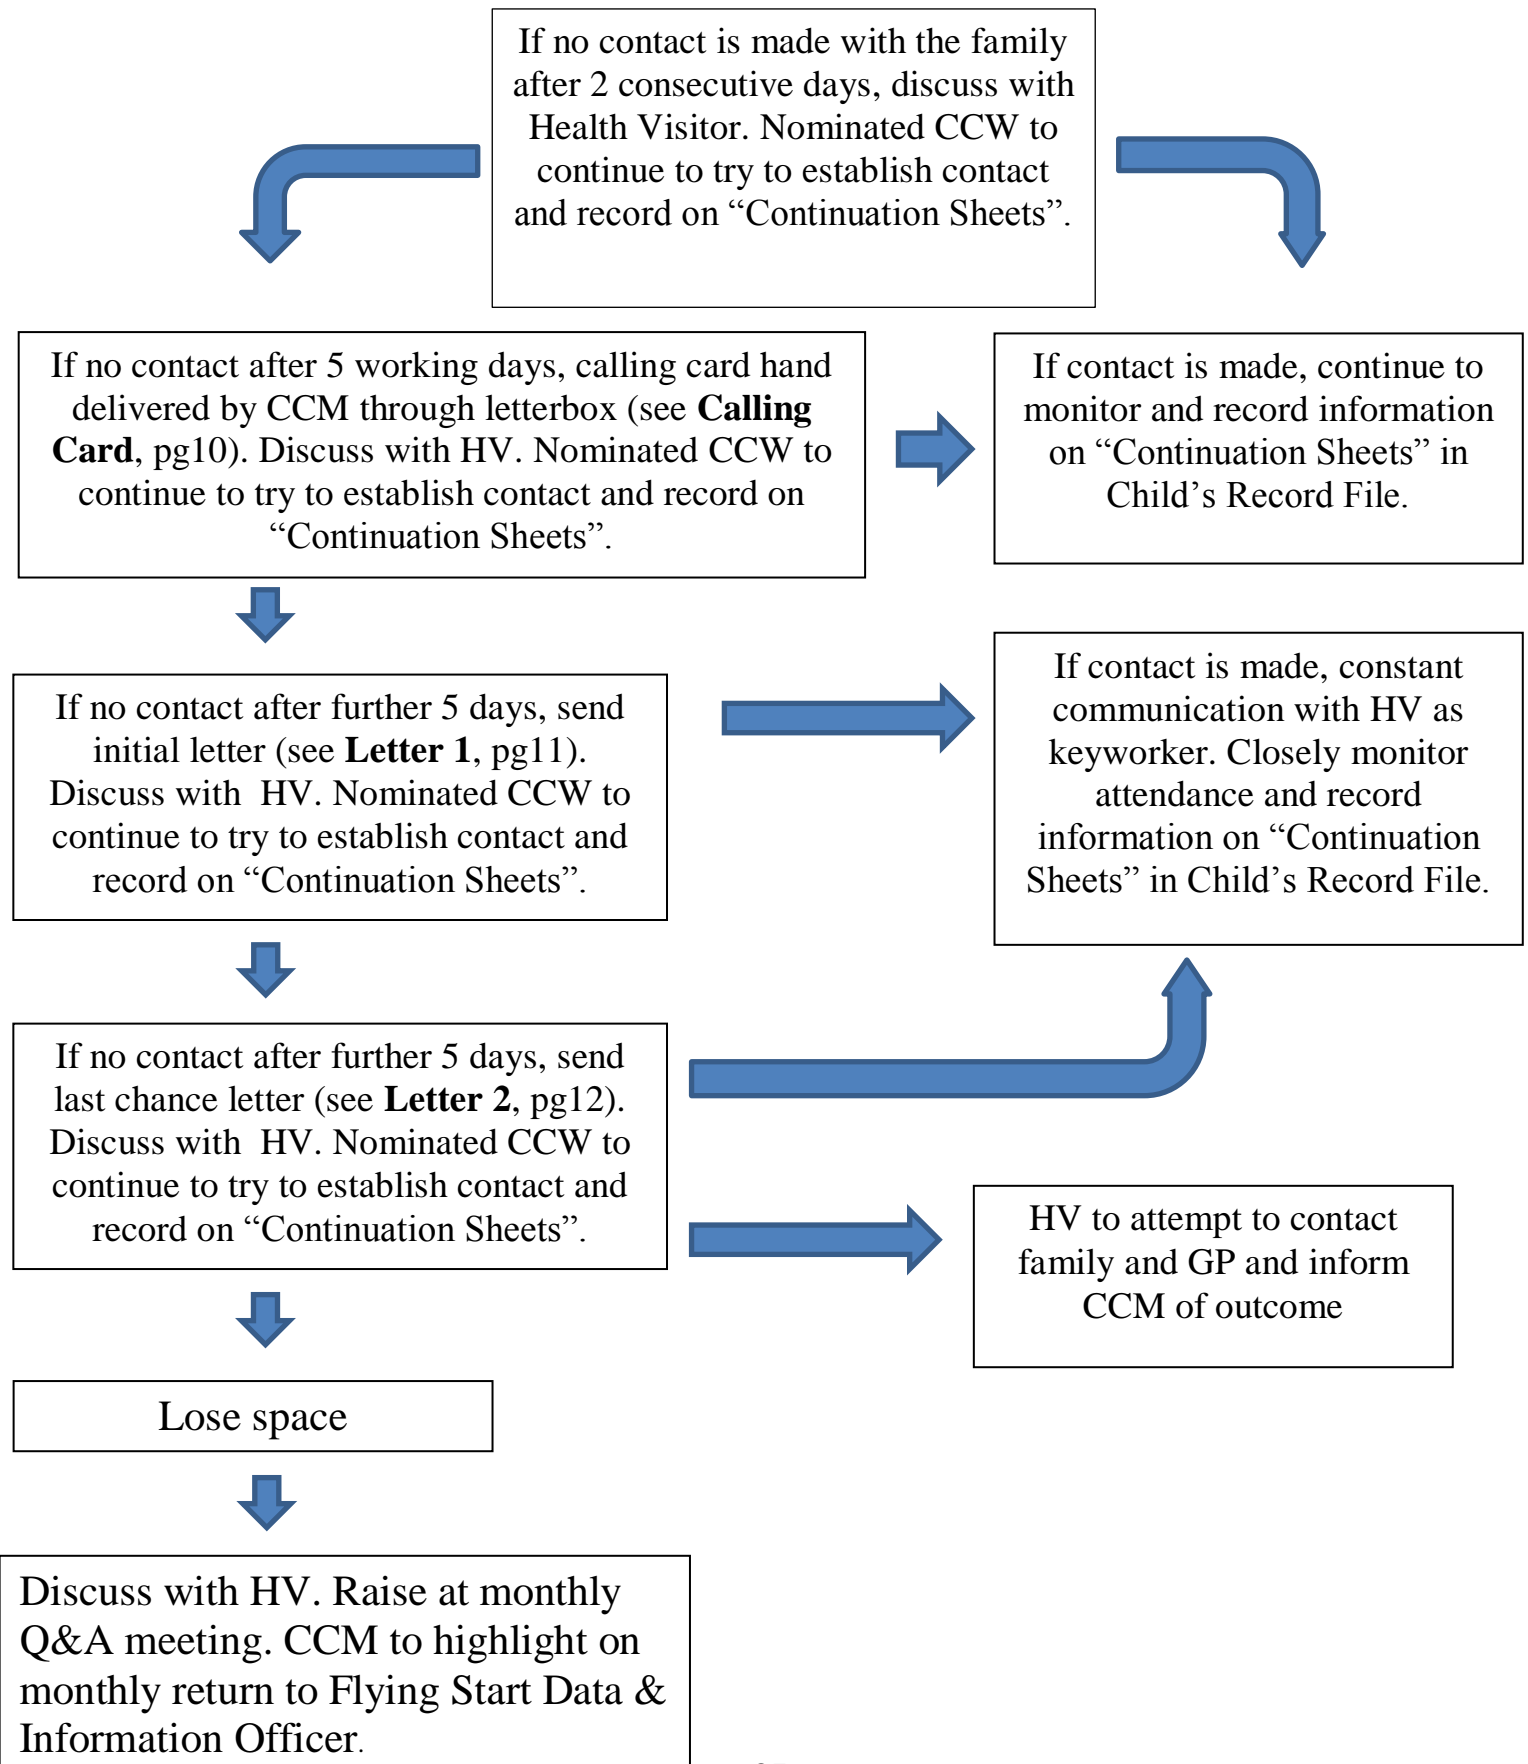 If no contact is made with the family
after 2 consecutive days, discuss with
Health Visitor. Nominated CCW to
continue to try to establish contact
and record on “Continuation Sheets”.
If no contact after 5 working days, calling card hand
delivered by CCM through letterbox (see Calling
Card, pg10). Discuss with HV. Nominated CCW to
continue to try to establish contact and record on
“Continuation Sheets”.
If contact is made, continue to
monitor and record information
on “Continuation Sheets” in
Child’s Record File.
If no contact after further 5 days, send
initial letter (see Letter 1, pg11).
Discuss with  HV. Nominated CCW to
continue to try to establish contact and
record on “Continuation Sheets”.
If contact is made, constant
communication with HV as
keyworker. Closely monitor
attendance and record
information on “Continuation
Sheets” in Child’s Record File.
If no contact after further 5 days, send
last chance letter (see Letter 2, pg12).
Discuss with  HV. Nominated CCW to
continue to try to establish contact and
record on “Continuation Sheets”.
HV to attempt to contact
family and GP and inform
CCM of outcome
Lose space
Discuss with HV. Raise at monthly
Q&A meeting. CCM to highlight on
monthly return to Flying Start Data &
Information Officer.